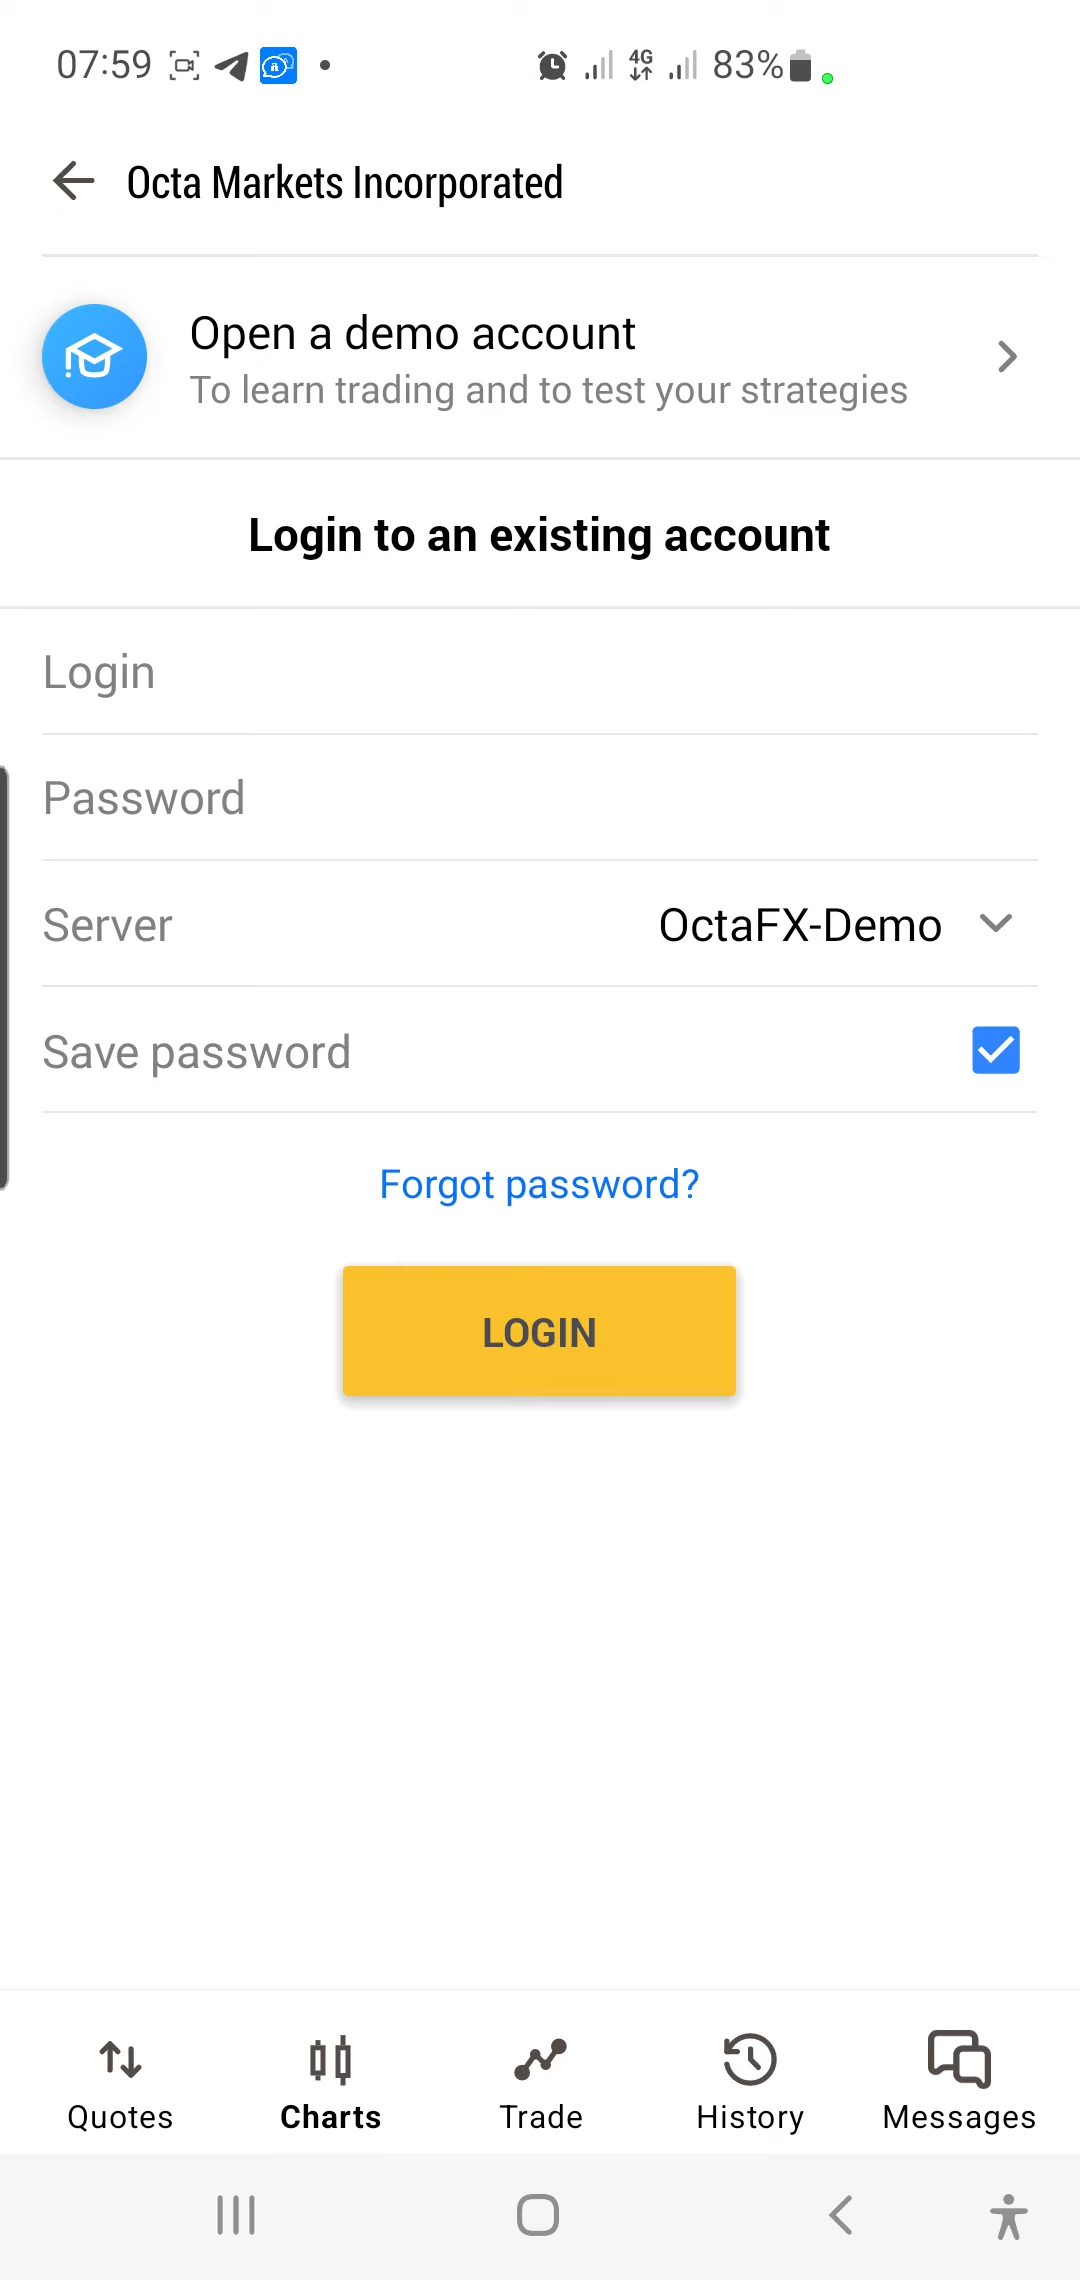 07:59
4G
83%
Octa Markets Incorporated
Open a demo account
To learn trading and to test your strategies
Login to an existing account
Login
Password
Server OctaFX-Demo
Save password
Forgot password?
LOGIN
Quotes Charts Trade History Messages